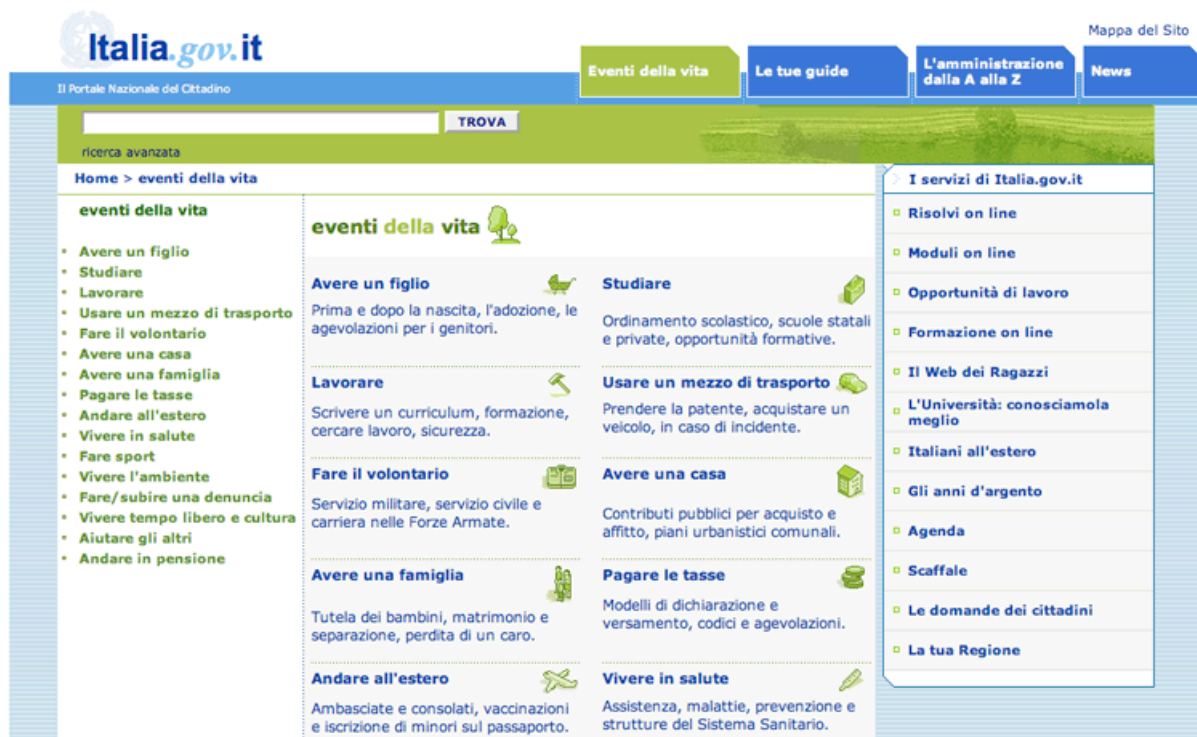 Mappa del Sito
Italia.gov.it
Eventi della vita
Le tue guide
L'amministrazione
dalla A alla Z
News
Il Portale Nazionale del Cittadino
TROVA
ricerca avanzata
Home > eventi della vita
eventi della vita
Avere un figlio
Studiare
Lavorare
Usare un mezzo di trasporto
Fare il volontario
Avere una casa
Avere una famiglia
Pagare le tasse
Andare all'estero
Vivere in salute
Fare sport
Vivere l'ambiente
Fare/subire una denuncia
Vivere tempo libero e cultura
Aiutare gli altri
Andare in pensione
eventi della vita
Avere un figlio
Prima e dopo la nascita, l'adozione, le
agevolazioni per i genitori.
Studiare
Ordinamento scolastico, scuole statali
e private, opportunità formative.
Lavorare
Scrivere un curriculum, formazione,
cercare lavoro, sicurezza.
Usare un mezzo di trasporto
Prendere la patente, acquistare un
veicolo, in caso di incidente.
Fare il volontario
Servizio militare, servizio civile e
carriera nelle Forze Armate.
Avere una casa
Contributi pubblici per acquisto e
affitto, piani urbanistici comunali.
Avere una famiglia
Tutela dei bambini, matrimonio e
separazione, perdita di un caro.
Pagare le tasse
Modelli di dichiarazione e
versamento, codici e agevolazioni.
Andare all'estero
Ambasciate e consolati, vaccinazioni
e iscrizione di minori sul passaporto.
Vivere in salute
Assistenza, malattie, prevenzione e
strutture del Sistema Sanitario.
I servizi di Italia.gov.it
Risolvi on line
Moduli on line
Opportunità di lavoro
Formazione on line
Il Web dei Ragazzi
L'Università: conosciamola
meglio
Italiani all'estero
Gli anni d'argento
Agenda
Scaffale
Le domande dei cittadini
La tua Regione